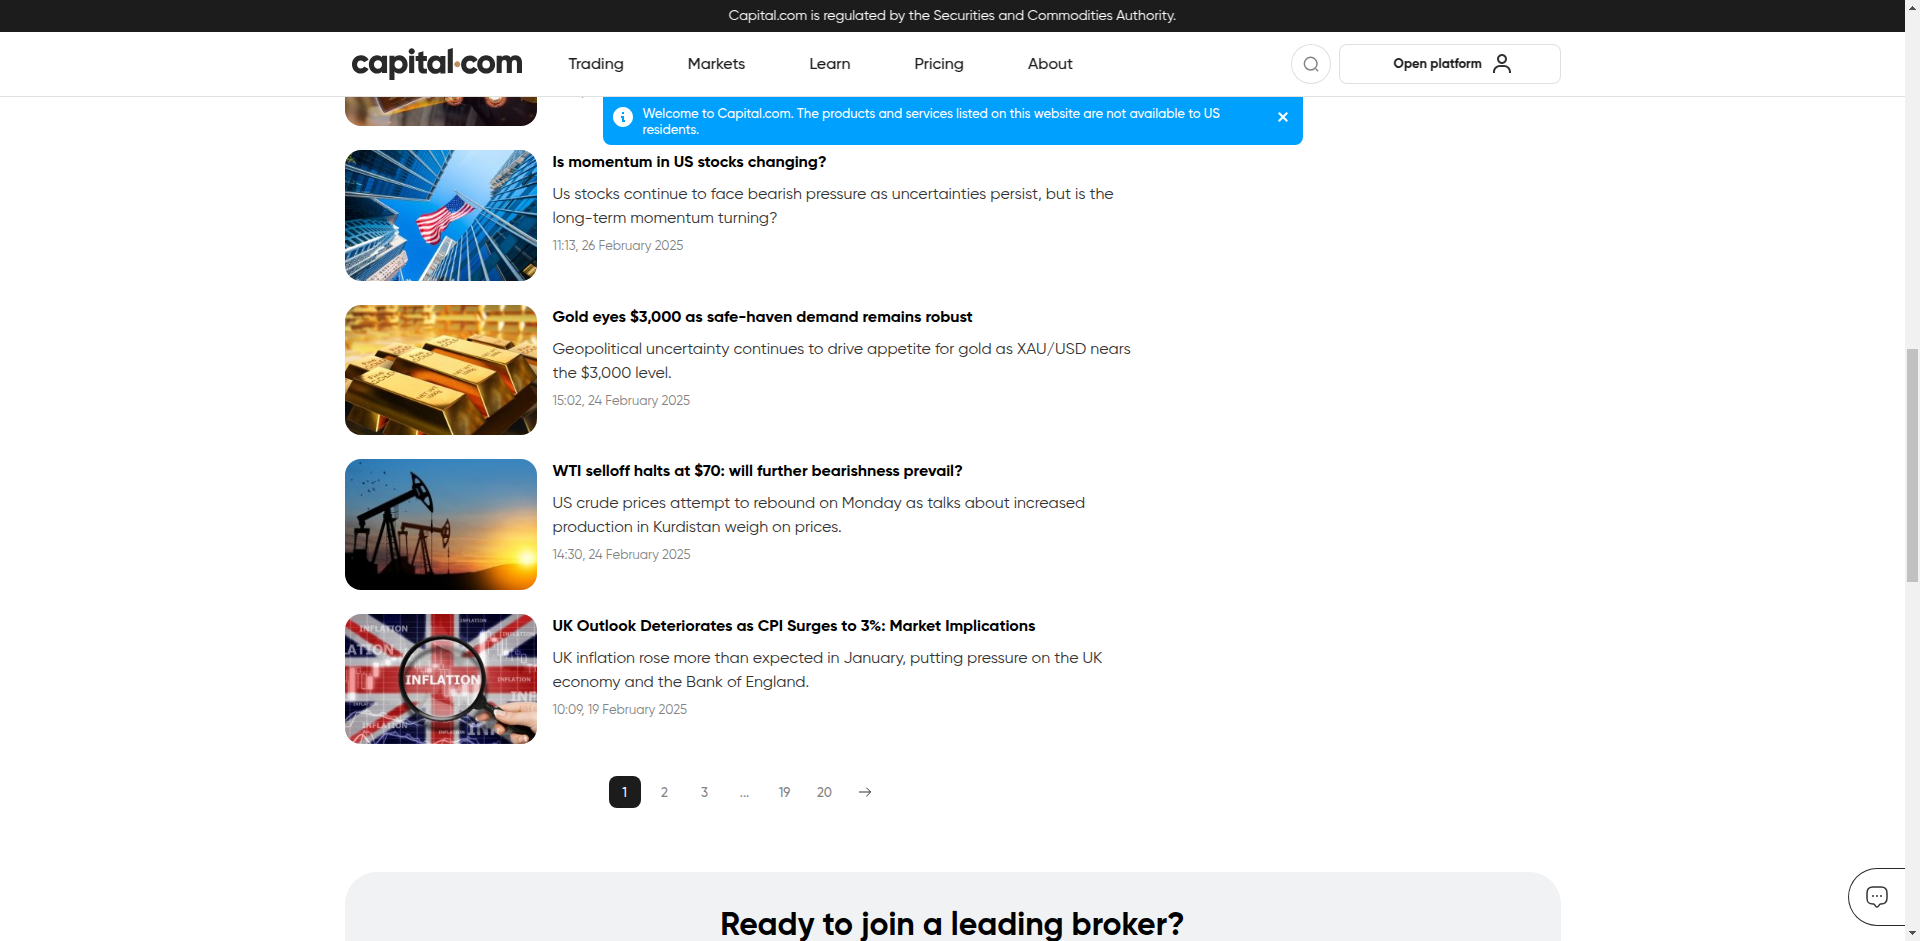 Capital.com is regulated by the Securities and Commodities Authority.
capital.com
Trading
Markets
Learn
Pricing
About
Open platform
Welcome to Capital.com. The products and services listed on this website are not available to US
residents.
Is momentum in US stocks changing?
Us stocks continue to face bearish pressure as uncertainties persist, but is the
long-term momentum turning?
11:13, 26 February 2025
Gold eyes $3,000 as safe-haven demand remains robust
Geopolitical uncertainty continues to drive appetite for gold as XAU/USD nears
the $3,000 level.
15:02, 24 February 2025
WTI selloff halts at $70: will further bearishness prevail?
US crude prices attempt to rebound on Monday as talks about increased
production in Kurdistan weigh on prices.
14:30, 24 February 2025
INFLATION
UK Outlook Deteriorates as CPI Surges to 3%: Market Implications
UK inflation rose more than expected in January, putting pressure on the UK
economy and the Bank of England.
10:09, 19 February 2025
1 2 3 ... 19 20
Ready to join a leading broker?